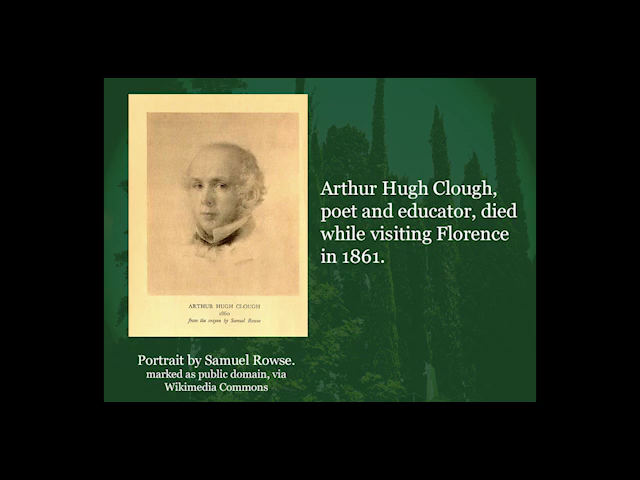 Arthur Hugh Clough,
poet and educator, died
while visiting Florence
in 1861.
ARTHUR HUGH CLOUGH
1860
from the crayon by Samuel Rowse
Portrait by Samuel Rowse.
marked as public domain, via
Wikimedia Commons